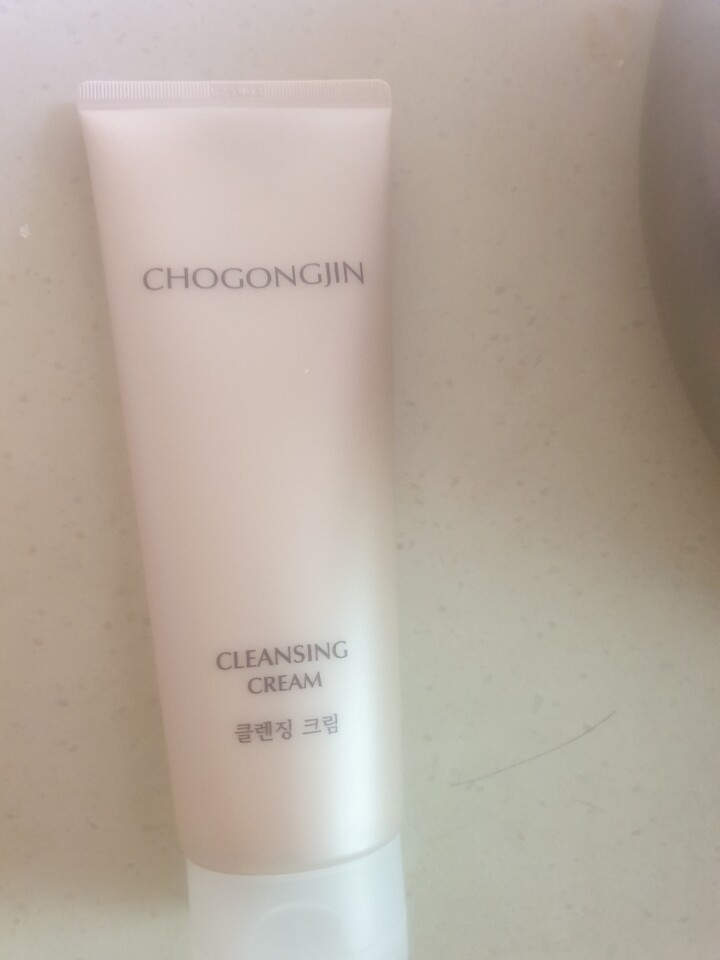 CHOGONGJIN
CLEANSING
CREAM
클렌징 크림